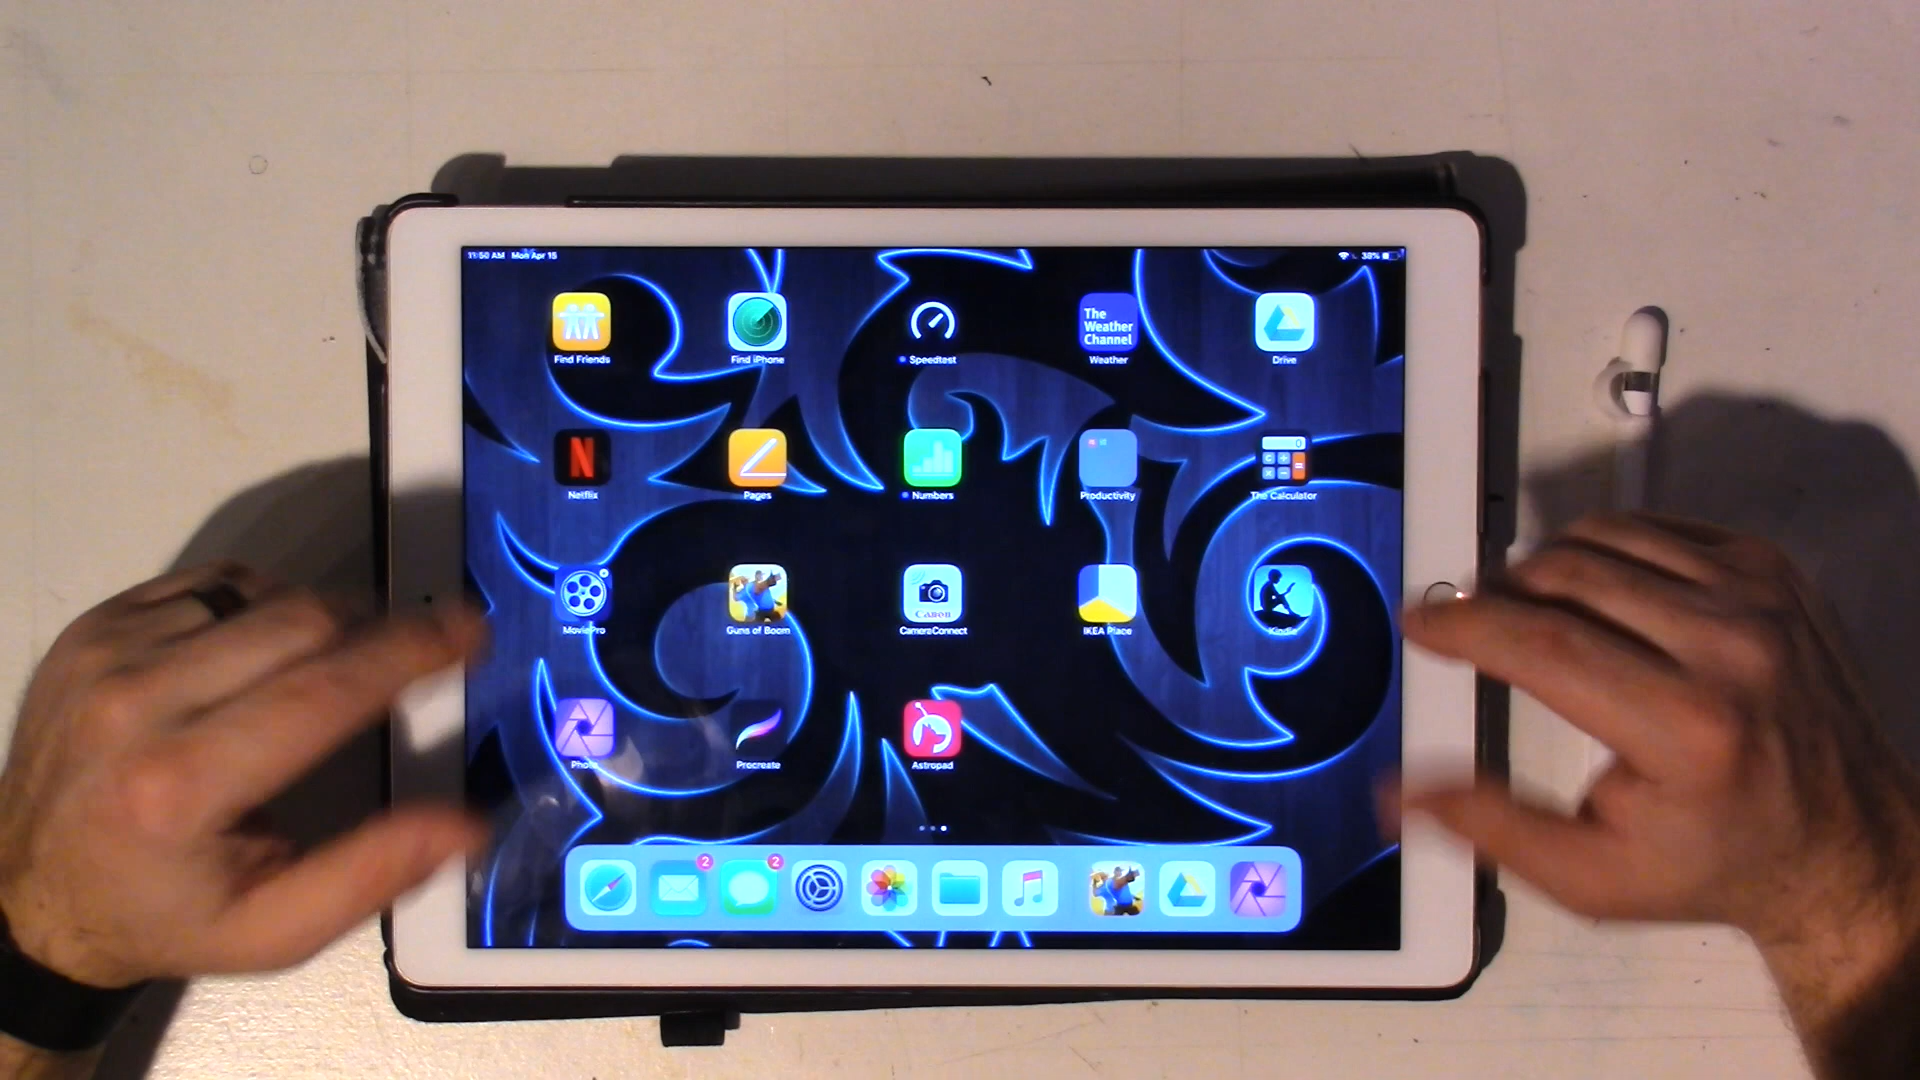 11:50 AM Mon Apr 15 38%
The Weather Channel
Find Friends Find iPhone Speedtest Weather Drive
N 0
Netflix Pages Numbers Productivity The Calculator
Canon
MoviePro Guns of Boom CameraConnect IKEA Place Kindle
Photo Procreate Astropad
2 2